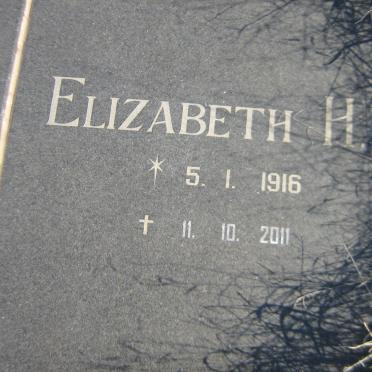 ELIZABETH H.
* 5. 1. 1916
✝ 11. 10. 2011